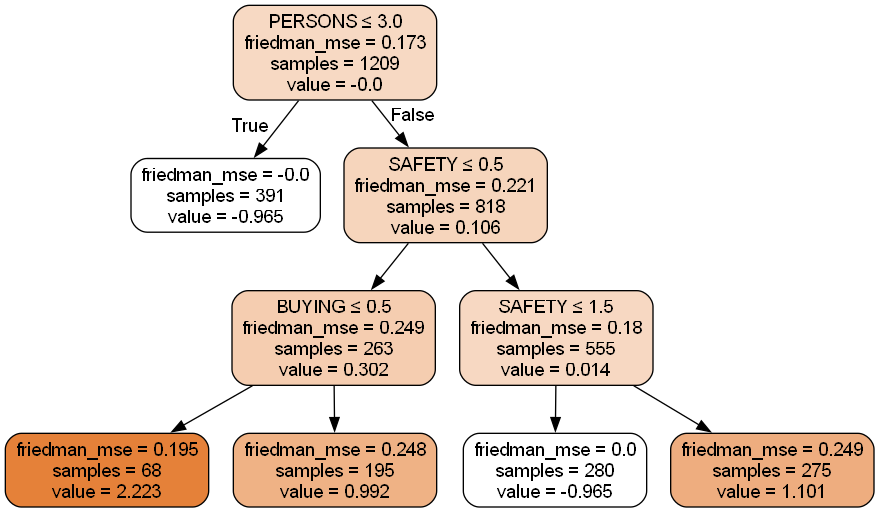 PERSONS ≤ 3.0
friedman_mse = 0.173
samples = 1209
value = -0.0
True
False
friedman_mse = -0.0
samples = 391
value = -0.965
SAFETY ≤ 0.5
friedman_mse = 0.221
samples = 818
value = 0.106
BUYING ≤ 0.5
friedman_mse = 0.249
samples = 263
value = 0.302
SAFETY ≤ 1.5
friedman_mse = 0.18
samples = 555
value = 0.014
friedman_mse = 0.195
samples = 68
value = 2.223
friedman_mse = 0.248
samples = 195
value = 0.992
friedman_mse = 0.0
samples = 280
value = -0.965
friedman_mse = 0.249
samples = 275
value = 1.101